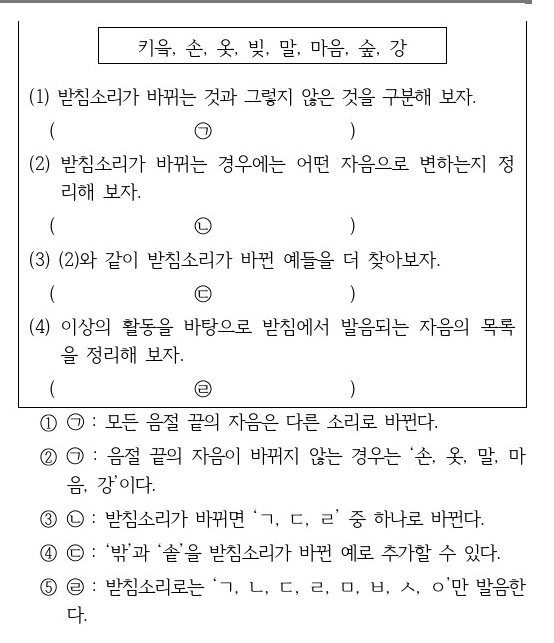 키읔, 손, 옷, 빚, 말, 마음, 숲, 강
(1) 받침소리가 바뀌는 것과 그렇지 않은 것을 구분해 보자.
( ㉠ )
(2) 받침소리가 바뀌는 경우에는 어떤 자음으로 변하는지 정
리해 보자.
( ㉡ )
(3) (2)와 같이 받침소리가 바뀐 예들을 더 찾아보자.
( ㉢ )
(4) 이상의 활동을 바탕으로 받침에서 발음되는 자음의 목록
을 정리해 보자.
( ㉣ )
① ㉠ : 모든 음절 끝의 자음은 다른 소리로 바뀐다.
② ㉠ : 음절 끝의 자음이 바뀌지 않는 경우는 ‘손, 옷, 말, 마
음, 강’이다.
③ ㉡ : 받침소리가 바뀌면 ‘ㄱ, ㄷ, ㄹ’ 중 하나로 바뀐다.
④ ㉢ : ‘밖’과 ‘솥’을 받침소리가 바뀐 예로 추가할 수 있다.
⑤ ㉣ : 받침소리로는 ‘ㄱ, ㄴ, ㄷ, ㄹ, ㅁ, ㅂ, ㅅ, ㅇ’만 발음한
다.